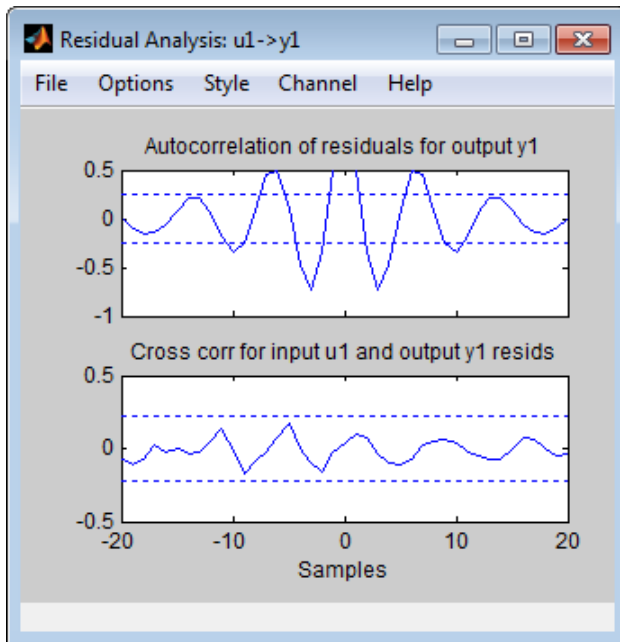 Residual Analysis: u1->y1
File Options Style Channel Help
Autocorrelation of residuals for output y1
0.5
0
-0.5
-1
Cross corr for input u1 and output y1 resids
0.5
0
-0.5
-20 -10 0 10 20
Samples